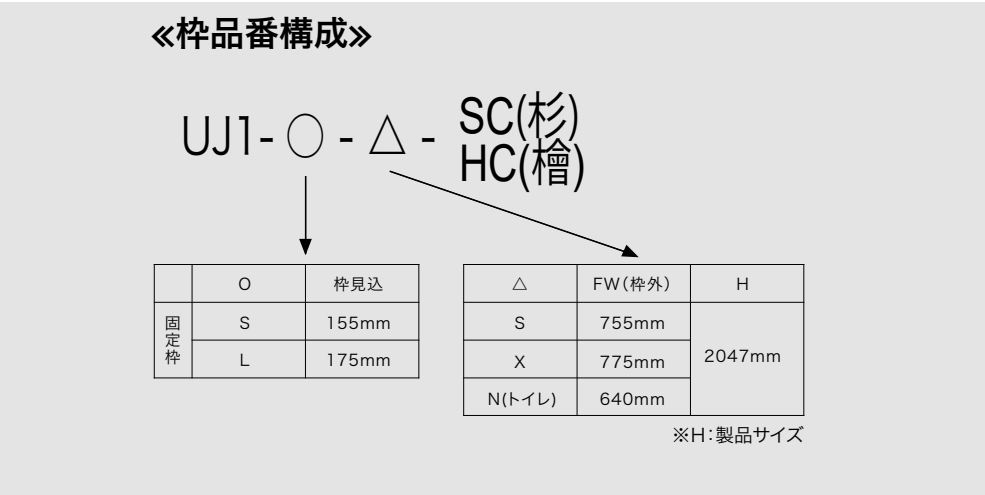 ≪枠品番構成≫
UJ1-○-△-
SC(杉)
HC(檜)
O 枠見込
固定枠
S 155mm
L 175mm
△ FW(枠外) H
S 755mm
X 775mm
N(トイレ) 640mm
2047mm
※H:製品サイズ